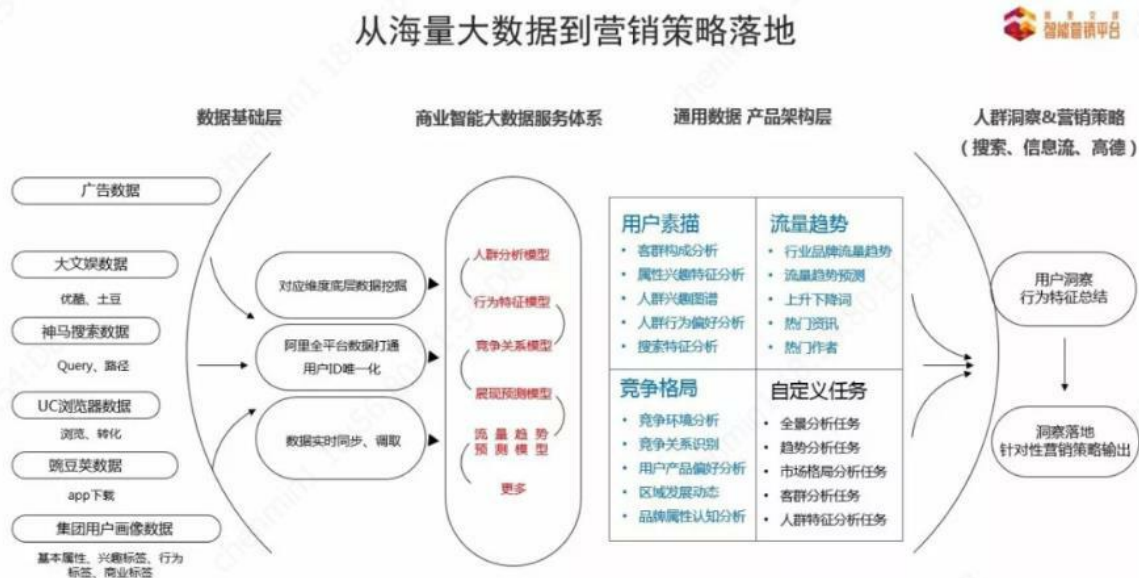 从海量大数据到营销策略落地
智能营销平台
数据基础层
商业智能大数据服务体系
通用数据 产品架构层
人群洞察&营销策略
(搜索、信息流、高德)
广告数据
大文娱数据
优酷、土豆
神马搜索数据
Query、路径
UC浏览器数据
浏览、转化
豌豆荚数据
app下载
集团用户画像数据
基本属性、兴趣标签、行为
标签、商业标签
对应维度底层数据挖掘
阿里全平台数据打通
用户ID唯一化
数据实时同步、调取
人群分析模型
行为特征模型
竞争关系模型
展现预测模型
流量趋势
预测模型
更多
用户素描
• 客群构成分析
• 属性兴趣特征分析
• 人群兴趣图谱
• 人群行为偏好分析
• 搜索特征分析
流量趋势
• 行业品牌流量趋势
• 流量趋势预测
• 上升下降词
• 热门资讯
• 热门作者
竞争格局
• 竞争环境分析
• 竞争关系识别
• 用户产品偏好分析
• 区域发展动态
• 品牌属性认知分析
自定义任务
• 全景分析任务
• 趋势分析任务
• 市场格局分析任务
• 客群分析任务
• 人群特征分析任务
用户洞察
行为特征总结
洞察落地
针对性营销策略输出